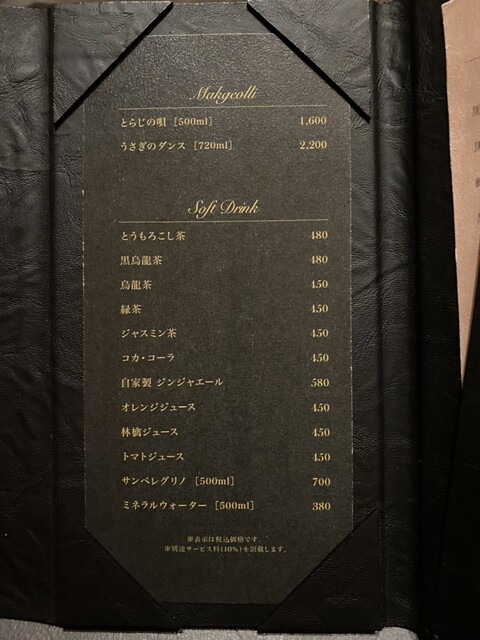 Makgeolli
とらじの唄 [500ml] 1,600
うさぎのダンス [720ml] 2,200
Soft Drink
とうもろこし茶 480
黒烏龍茶 480
烏龍茶 450
緑茶 450
ジャスミン茶 450
コカ・コーラ 450
自家製 ジンジャエール 580
オレンジジュース 450
林檎ジュース 450
トマトジュース 450
サンペレグリノ [500ml] 700
ミネラルウォーター [500ml] 380
※表示は税込価格です。
※別途サービス料(10%)を頂戴します。